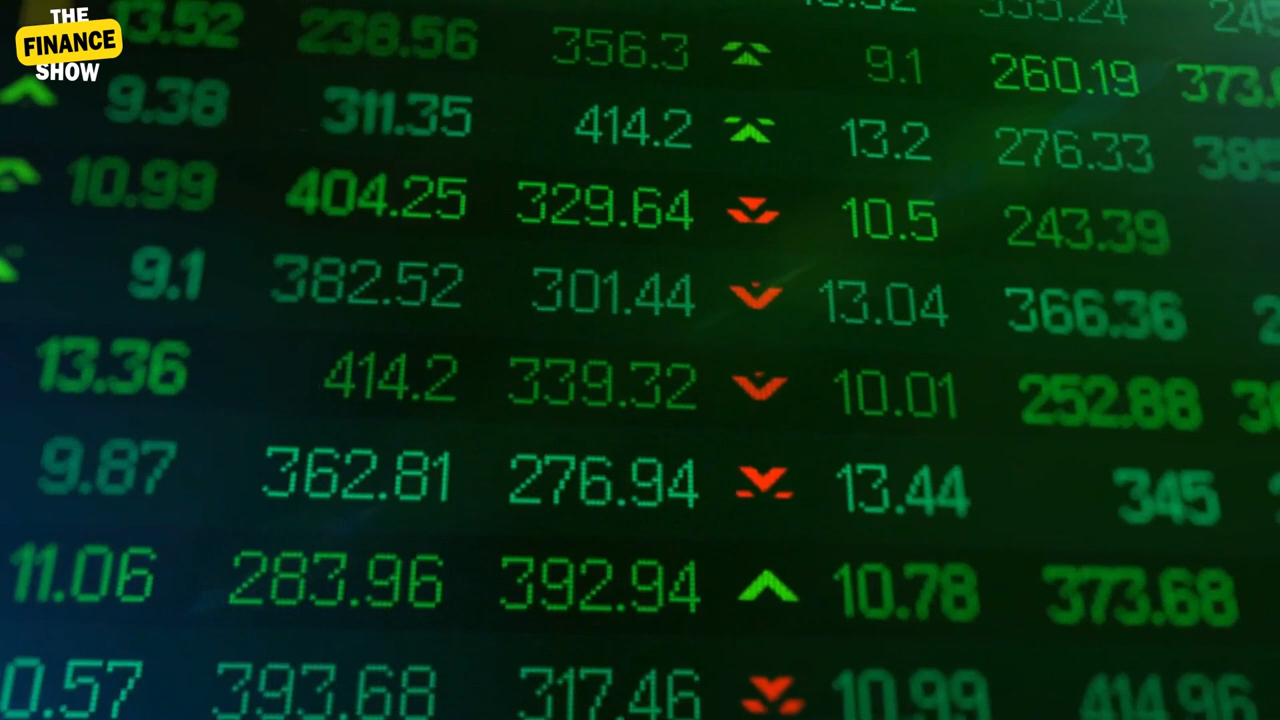 THE
FINANCE
SHOW
13.52 238.56 356.3 9.1 260.19
9.38 311.35 414.2 13.2 276.33
10.99 404.25 329.64 10.5 243.39
9.1 382.52 301.44 13.04 366.36
13.36 414.2 339.32 10.01 252.88
9.87 362.81 276.94 13.44 345
11.06 283.96 392.94 10.78 373.68
0.57 393.68 317.46 10.99 414.96